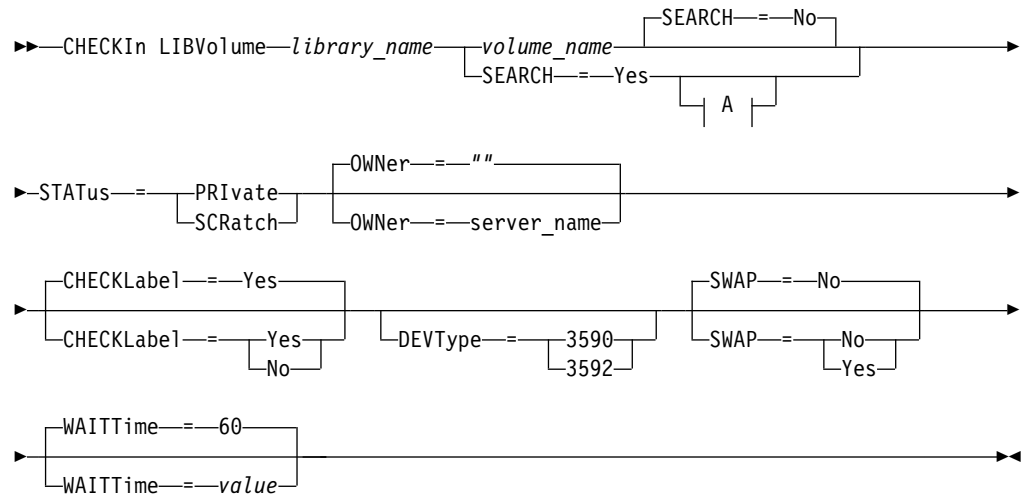 SEARCH = No
CHECKIn LIBVolume library_name volume_name
SEARCH = Yes
A
OWNer = ""
STATus = PRIvate
SCRatch OWNer = server_name
CHECKLabel = Yes SWAP = No
CHECKLabel = Yes DEVType = 3590 SWAP = No
No 3592 Yes
WAITTime = 60
WAITTime = value